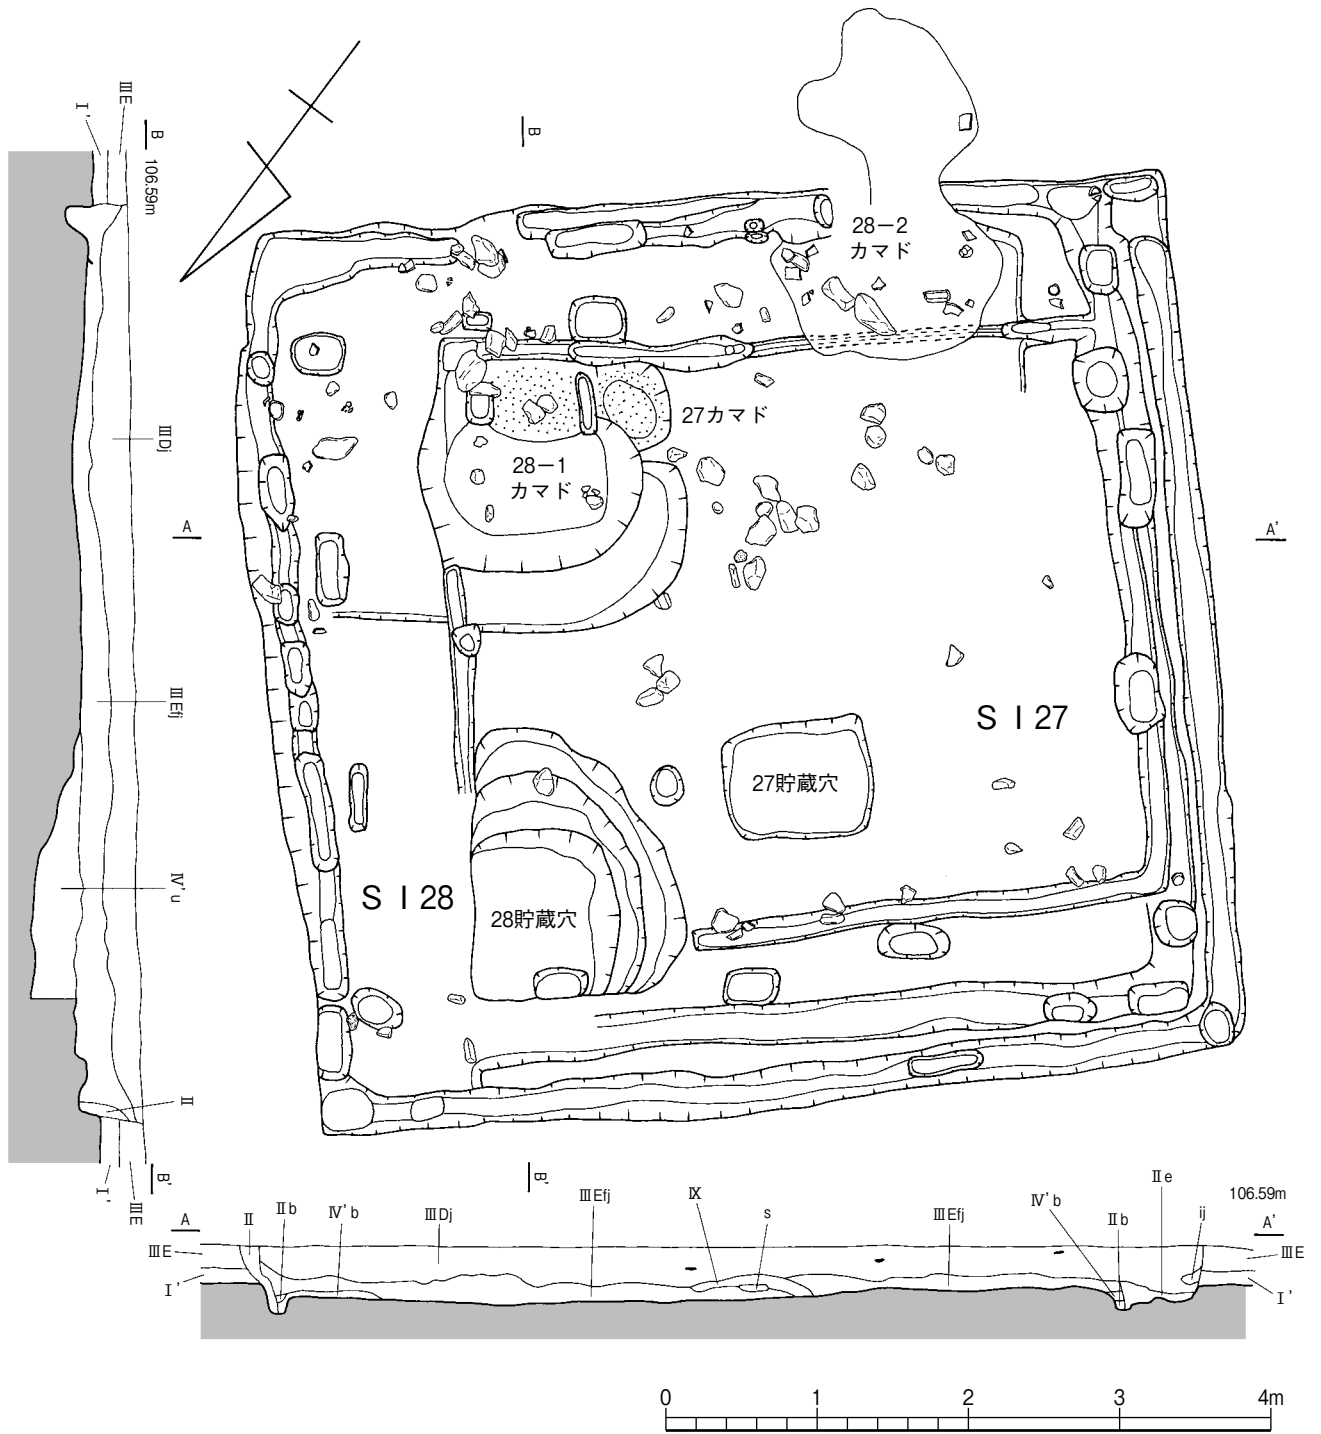 ⅢE
Ⅰ'
B
106.59m
B
28-2
カマド
27カマド
28-1
カマド
ⅢDj
A
A'
ⅢEfj
SI27
27貯蔵穴
Ⅳ'u
SI28
28貯蔵穴
Ⅱ
B'
Ⅰ'
ⅢE
B'
A
Ⅱ
Ⅱb
Ⅳ'b
ⅢDj
ⅢEfj
Ⅸ
s
ⅢEfj
Ⅳ'b
Ⅱb
Ⅱe
ij
106.59m
A'
ⅢE
Ⅰ'
ⅢE
Ⅰ'
0 1 2 3 4m